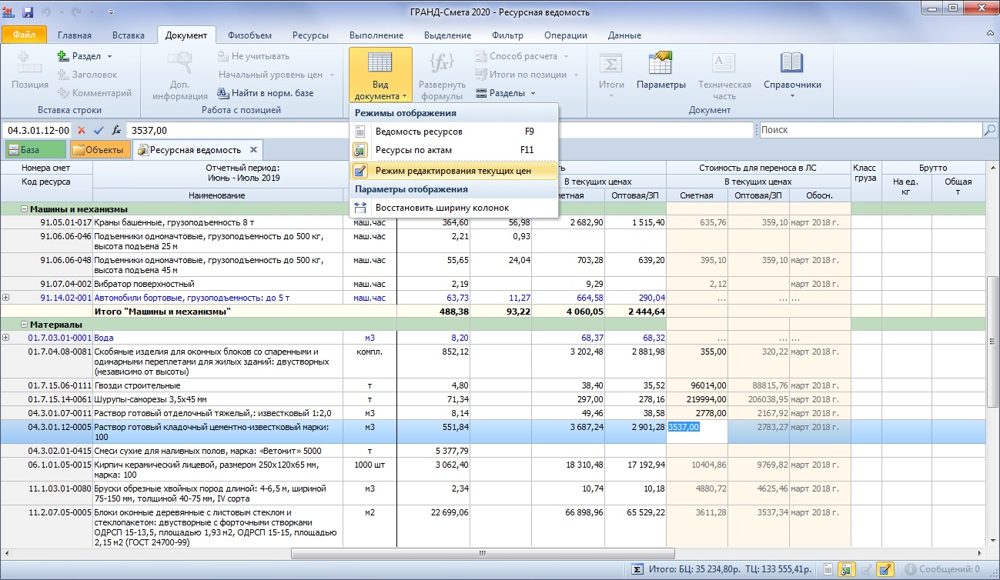 ГРАНД-Смета 2020 - Ресурсная ведомость
Файл Главная Вставка Документ Физобъем Ресурсы Выполнение Выделение Фильтр Операции Данные
Позиция
Раздел
Заголовок
Комментарий
Вставка строки
Доп. информация
Не учитывать
Начальный уровень цен
Найти в норм. базе
Работа с позицией
Вид документа
Развернуть формулы
Способ расчета
Итоги по позиции
Разделы
Итоги
Параметры
Техническая часть
Справочники
Документ
04.3.01.12-00 3537,00 Поиск
База Объекты Ресурсная ведомость
Режимы отображения
Ведомость ресурсов F9
Ресурсы по актам F11
Режим редактирования текущих цен
Параметры отображения
Восстановить ширину колонок
Номера смет
Код ресурса
Отчетный период:
Июнь - Июль 2019
Наименование
В текущих ценах
Оптовая/ЗП
Стоимость для переноса в ЛС
В текущих ценах
Сметная Оптовая/ЗП Обосн.
Класс груза
Брутто
На ед. кг
Общая т
Машины и механизмы
91.05.01-017 Краны башенные, грузоподъемность 8 т маш.час 364,60 56,98 2 682,90 1 515,40 635,76 359,10 март 2018 г.
91.06.06-046 Подъемники одномачтовые, грузоподъемность до 500 кг, маш.час 2,21 0,93
высота подъема 25 м
91.06.06-048 Подъемники одномачтовые, грузоподъемность до 500 кг, маш.час 55,65 24,04 703,28 639,20 395,10 359,10 март 2018 г.
высота подъема 45 м
91.07.04-002 Вибратор поверхностный маш.час 2,19 9,29 2,12 март 2018 г.
91.14.02-001 Автомобили бортовые, грузоподъемность: до 5 т маш.час 63,73 11,27 664,58 290,04 ... ... ...
Итого "Машины и механизмы" 488,38 93,22 4 060,05 2 444,64
Материалы
01.7.03.01-0001 Вода м3 8,20 68,37 68,32 ... ... ...
01.7.04.08-0081 Скобяные изделия для оконных блоков со спаренными и компл. 852,12 3 202,48 2 881,98 355,00 320,22 март 2018 г.
одинарными переплетами для жилых зданий: двустворных
(независимо от высоты)
01.7.15.06-0111 Гвозди строительные т 4,80 38,40 35,52 96014,00 88815,76 март 2018 г.
01.7.15.14-0061 Шурупы-саморезы 3,5х45 мм т 71,34 297,00 278,16 219994,00 206038,95 март 2018 г.
04.3.01.07-0011 Раствор готовый отделочный тяжелый,: известковый 1:2,0 м3 8,14 49,46 38,58 2778,00 2167,92 март 2018 г.
04.3.01.12-0005 Раствор готовый кладочный цементно-известковый марки: м3 551,84 3 687,24 2 901,28 3537,00 2783,27 март 2018 г.
100
04.3.02.01-0415 Смеси сухие для наливных полов, марка: «Ветонит» 5000 т 5 377,79
06.1.01.05-0015 Кирпич керамический лицевой, размером 250х120х65 мм, 1000 шт 3 062,40 18 310,48 17 192,94 10404,86 9769,82 март 2018 г.
марка: 100
11.1.03.01-0080 Бруски обрезные хвойных пород длиной: 4-6,5 м, шириной м3 2,34 10,74 10,18 4880,72 4625,46 март 2018 г.
75-150 мм, толщиной 40-75 мм, IV сорта
11.2.07.05-0005 Блоки оконные деревянные с листовым стеклом и м2 22 699,06 66 898,96 65 529,22 3611,28 3537,34 март 2018 г.
стеклопакетом: двустворные с форточными створками
ОДРСП 15-13,5, площадью 1,93 м2, ОДРСП 15-15, площадью
2,15 м2 (ГОСТ 24700-99)
Итого: БЦ: 35 234,80р. ТЦ: 133 555,41р. Сообщений: 0